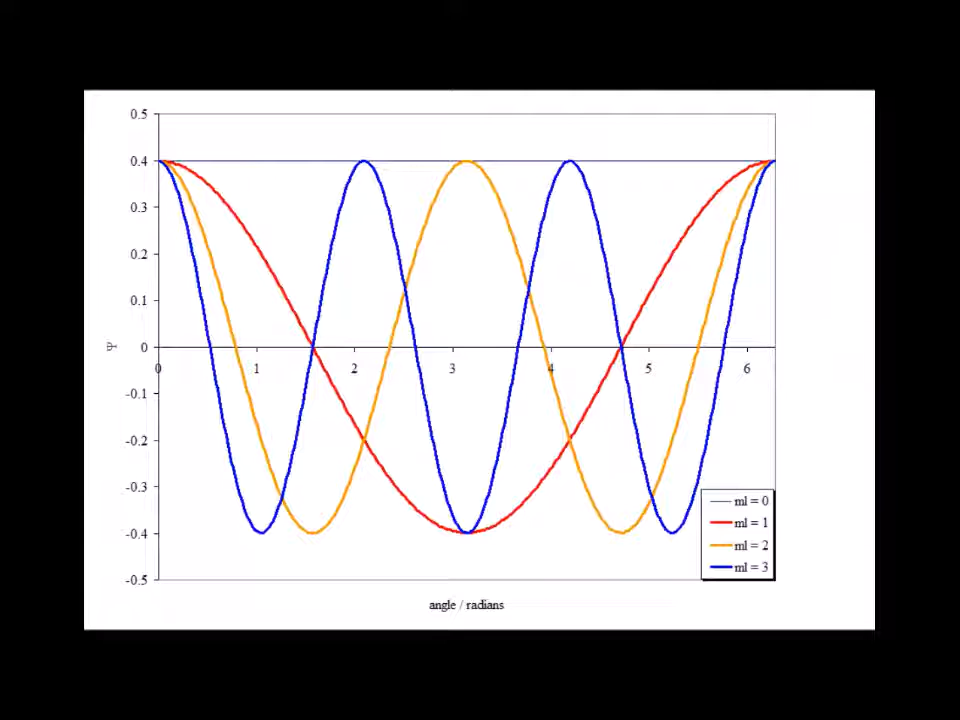 0.5
0.4
0.3
0.2
0.1
0
-0.1
-0.2
-0.3
-0.4
-0.5
Ψ
0 1 2 3 4 5 6
ml = 0
ml = 1
ml = 2
ml = 3
angle / radians